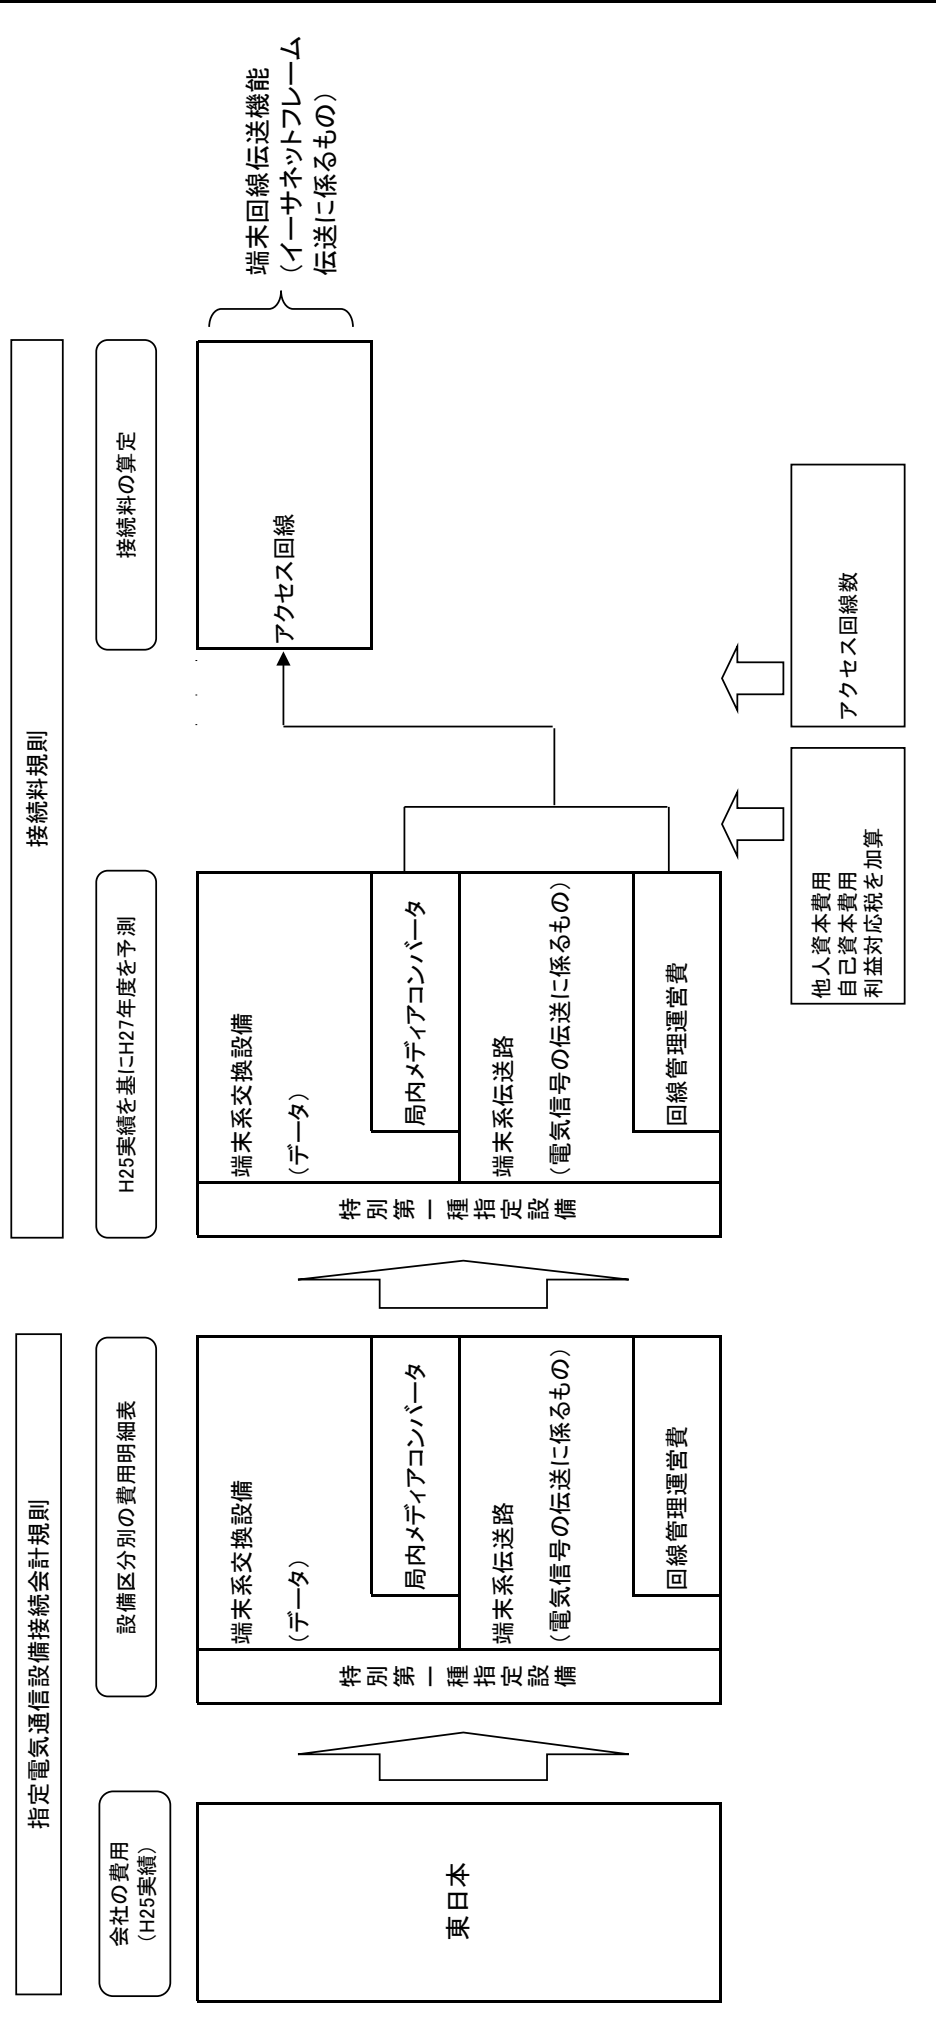 指定電気通信設備接続会計規則
接続料規則
会社の費用
（H25実績）
設備区分別の費用明細表
H25実績を基にH27年度を予測
接続料の算定
東日本
特別第一種指定設備
端末系交換設備
（データ）
局内メディアコンバータ
端末系伝送路
（電気信号の伝送に係るもの）
回線管理運営費
特別第一種指定設備
端末系交換設備
（データ）
局内メディアコンバータ
端末系伝送路
（電気信号の伝送に係るもの）
回線管理運営費
アクセス回線
端末回線伝送機能
（イーサネットフレーム
伝送に係るもの）
他人資本費用
自己資本費用
利益対応税を加算
アクセス回線数